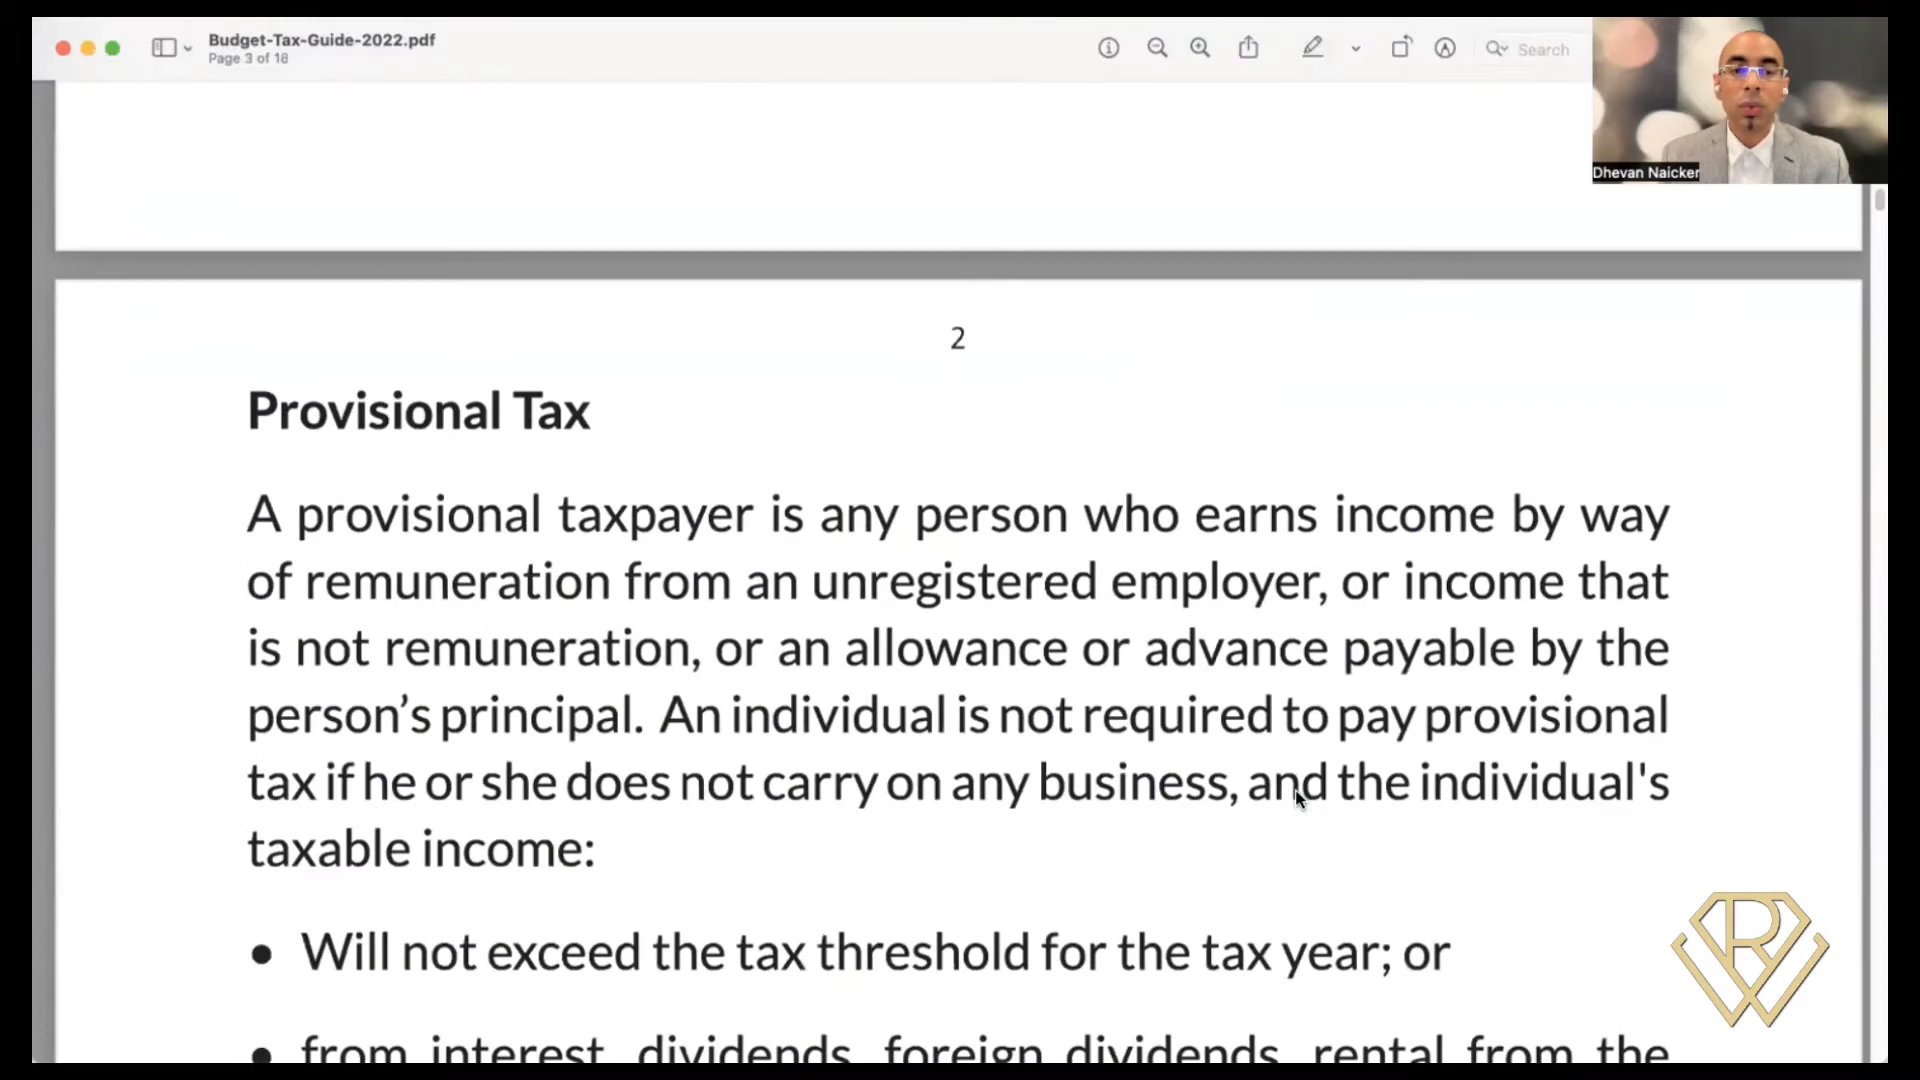 Budget-Tax-Guide-2022.pdf
Page 3 of 18
Search
Dhevan Naicker
2
Provisional Tax
A provisional taxpayer is any person who earns income by way
of remuneration from an unregistered employer, or income that
is not remuneration, or an allowance or advance payable by the
person’s principal. An individual is not required to pay provisional
tax if he or she does not carry on any business, and the individual's
taxable income:
• Will not exceed the tax threshold for the tax year; or
• from interest, dividends, foreign dividends, rental from the
RW